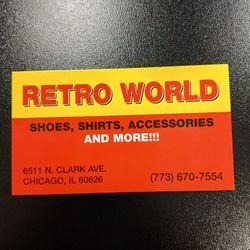 RETRO WORLD
SHOES, SHIRTS, ACCESSORIES
AND MORE!!!
6511 N. CLARK AVE.
CHICAGO, IL 60626
(773) 670-7554